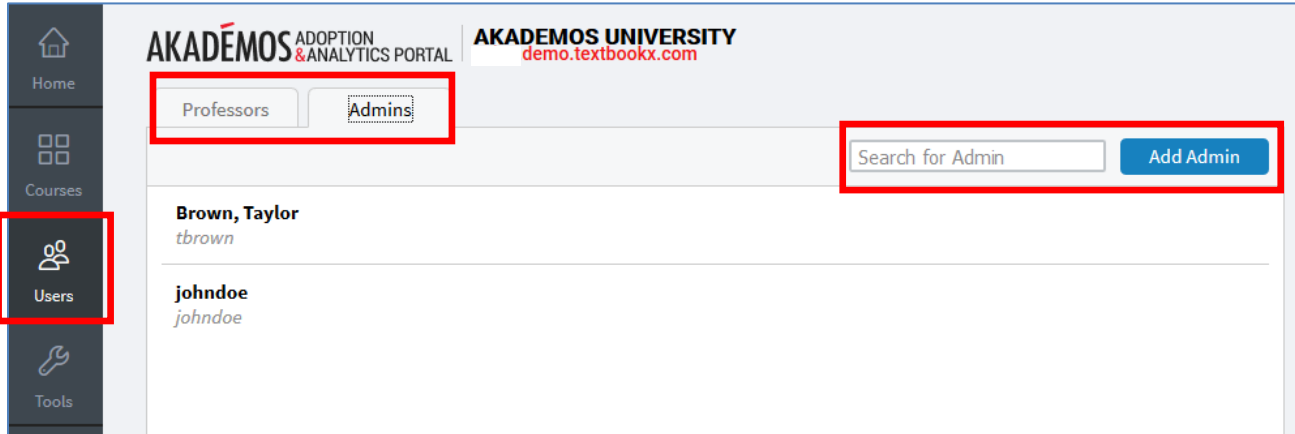 Home
Courses
Users
Tools
AKADÉMOS ADOPTION
&ANALYTICS PORTAL
AKADEMOS UNIVERSITY
demo.textbookx.com
Professors
Admins
Search for Admin
Add Admin
Brown, Taylor
tbrown
johndoe
johndoe